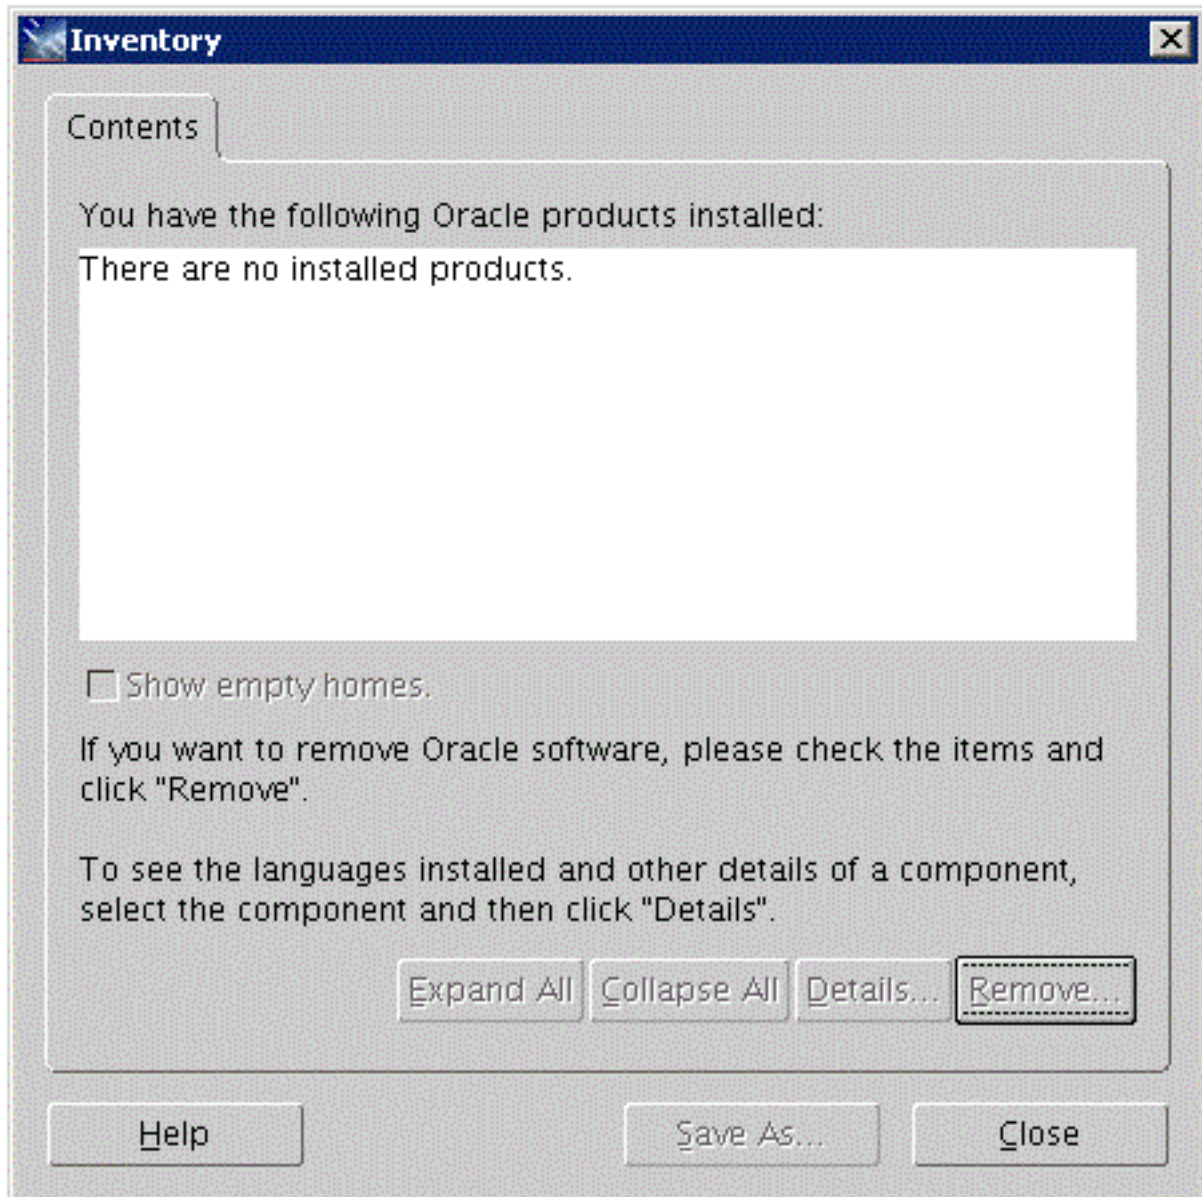 Inventory
Contents
You have the following Oracle products installed:
There are no installed products.
Show empty homes.
If you want to remove Oracle software, please check the items and
click "Remove".
To see the languages installed and other details of a component,
select the component and then click "Details".
Expand All Collapse All Details... Remove...
Help Save As... Close